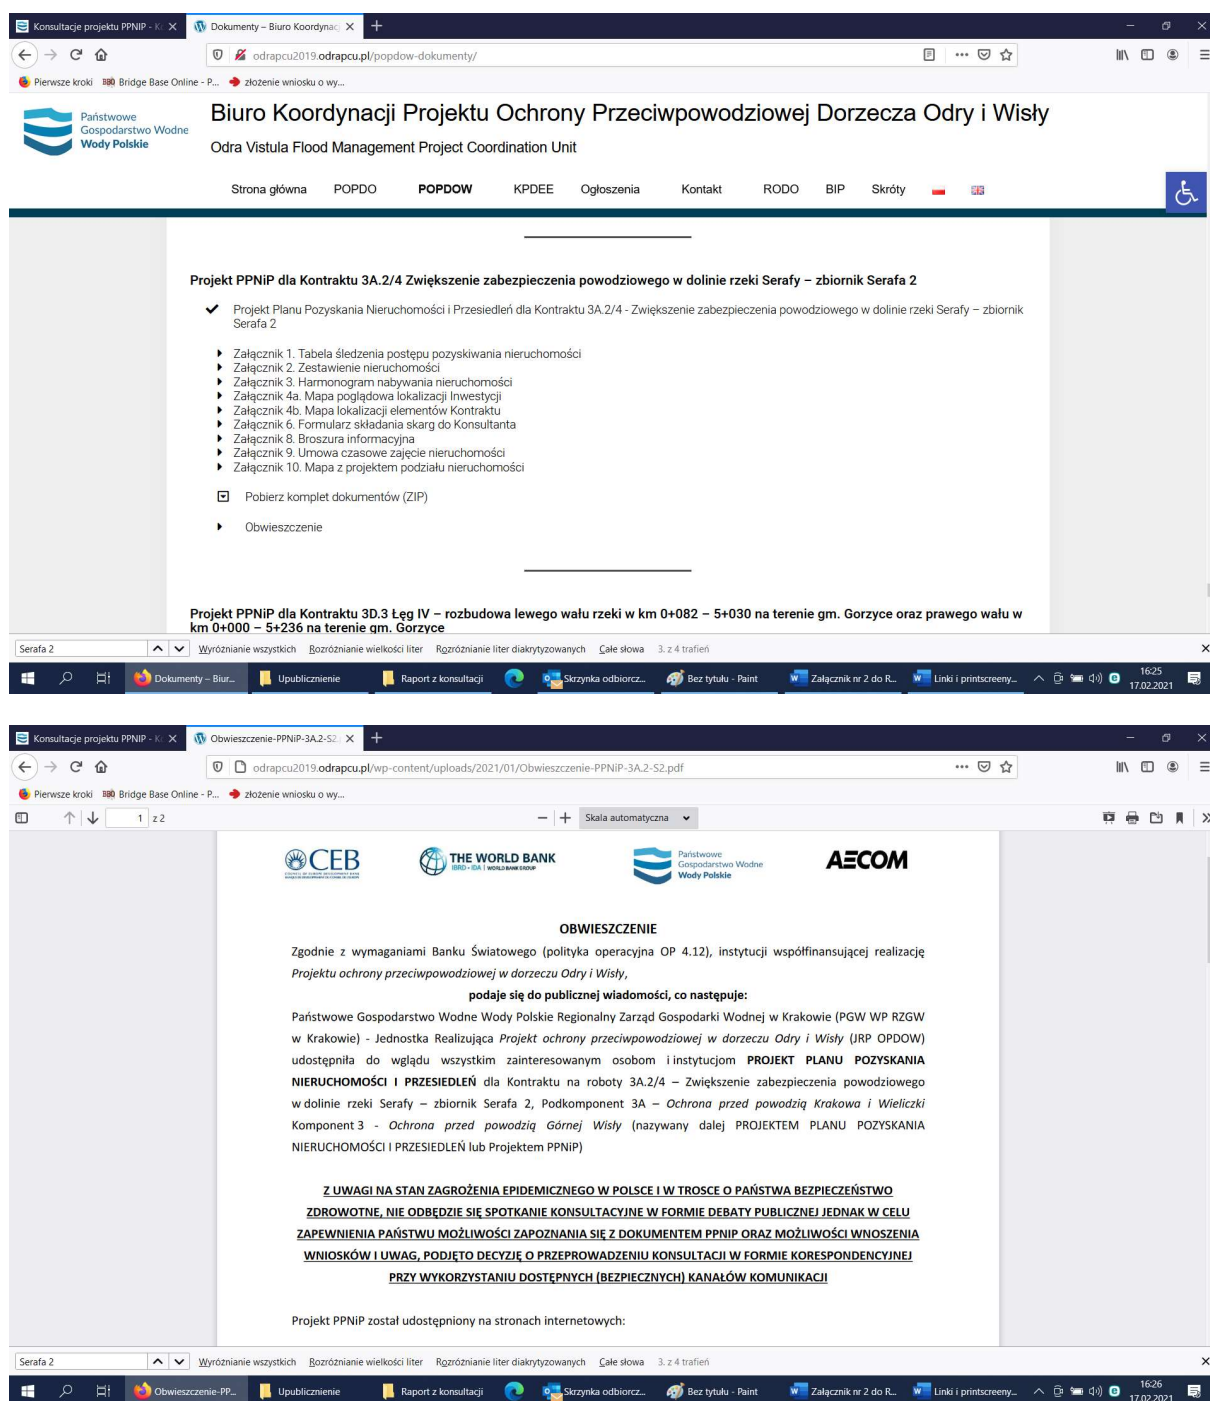 Konsultacje projektu PPNIP - Ko
Dokumenty – Biuro Koordynacj
odrapcu2019.odrapcu.pl/popdow-dokumenty/
Pierwsze kroki BBO Bridge Base Online - P... złożenie wniosku o wy...
Państwowe
Gospodarstwo Wodne
Wody Polskie
Biuro Koordynacji Projektu Ochrony Przeciwpowodziowej Dorzecza Odry i Wisły
Odra Vistula Flood Management Project Coordination Unit
Strona główna POPDO POPDOW KPDEE Ogłoszenia Kontakt RODO BIP Skróty
Projekt PPNiP dla Kontraktu 3A.2/4 Zwiększenie zabezpieczenia powodziowego w dolinie rzeki Serafy – zbiornik Serafa 2
Projekt Planu Pozyskania Nieruchomości i Przesiedleń dla Kontraktu 3A.2/4 - Zwiększenie zabezpieczenia powodziowego w dolinie rzeki Serafy – zbiornik
Serafa 2
Załącznik 1. Tabela śledzenia postępu pozyskiwania nieruchomości
Załącznik 2. Zestawienie nieruchomości
Załącznik 3. Harmonogram nabywania nieruchomości
Załącznik 4a. Mapa poglądowa lokalizacji Inwestycji
Załącznik 4b. Mapa lokalizacji elementów Kontraktu
Załącznik 6. Formularz składania skarg do Konsultanta
Załącznik 8. Broszura informacyjna
Załącznik 9. Umowa czasowe zajęcie nieruchomości
Załącznik 10. Mapa z projektem podziału nieruchomości
Pobierz komplet dokumentów (ZIP)
Obwieszczenie
Projekt PPNiP dla Kontraktu 3D.3 Łęg IV – rozbudowa lewego wału rzeki w km 0+082 – 5+030 na terenie gm. Gorzyce oraz prawego wału w
km 0+000 – 5+236 na terenie gm. Gorzyce
Serafa 2 Wyróżnianie wszystkich Rozróżnianie wielkości liter Rozróżnianie liter diakrytyzowanych Całe słowa 3. z 4 trafień
Dokumenty – Biur... Upublicznienie Raport z konsultacji Skrzynka odbiorcz... Bez tytułu - Paint Załącznik nr 2 do R... Linki i printscreeny... 16:25
17.02.2021
Konsultacje projektu PPNIP - Ko
Obwieszczenie-PPNiP-3A.2-S2.p
odrapcu2019.odrapcu.pl/wp-content/uploads/2021/01/Obwieszczenie-PPNiP-3A.2-S2.pdf
Pierwsze kroki BBO Bridge Base Online - P... złożenie wniosku o wy...
1 z 2 Skala automatyczna
CEB
THE WORLD BANK
IBRD • IDA | WORLD BANK GROUP
Państwowe
Gospodarstwo Wodne
Wody Polskie
AECOM
OBWIESZCZENIE
Zgodnie z wymaganiami Banku Światowego (polityka operacyjna OP 4.12), instytucji współfinansującej realizację
Projektu ochrony przeciwpowodziowej w dorzeczu Odry i Wisły,
podaje się do publicznej wiadomości, co następuje:
Państwowe Gospodarstwo Wodne Wody Polskie Regionalny Zarząd Gospodarki Wodnej w Krakowie (PGW WP RZGW
w Krakowie) - Jednostka Realizująca Projekt ochrony przeciwpowodziowej w dorzeczu Odry i Wisły (JRP OPDOW)
udostępniła do wglądu wszystkim zainteresowanym osobom i instytucjom PROJEKT PLANU POZYSKANIA
NIERUCHOMOŚCI I PRZESIEDLEŃ dla Kontraktu na roboty 3A.2/4 – Zwiększenie zabezpieczenia powodziowego
w dolinie rzeki Serafy – zbiornik Serafa 2, Podkomponent 3A – Ochrona przed powodzią Krakowa i Wieliczki
Komponent 3 - Ochrona przed powodzią Górnej Wisły (nazywany dalej PROJEKTEM PLANU POZYSKANIA
NIERUCHOMOŚCI I PRZESIEDLEŃ lub Projektem PPNiP)
Z UWAGI NA STAN ZAGROŻENIA EPIDEMICZNEGO W POLSCE I W TROSCE O PAŃSTWA BEZPIECZEŃSTWO
ZDROWOTNE, NIE ODBĘDZIE SIĘ SPOTKANIE KONSULTACYJNE W FORMIE DEBATY PUBLICZNEJ JEDNAK W CELU
ZAPEWNIENIA PAŃSTWU MOŻLIWOŚCI ZAPOZNANIA SIĘ Z DOKUMENTEM PPNIP ORAZ MOŻLIWOŚCI WNOSZENIA
WNIOSKÓW I UWAG, PODJĘTO DECYZJĘ O PRZEPROWADZENIU KONSULTACJI W FORMIE KORESPONDENCYJNEJ
PRZY WYKORZYSTANIU DOSTĘPNYCH (BEZPIECZNYCH) KANAŁÓW KOMUNIKACJI
Projekt PPNiP został udostępniony na stronach internetowych:
Serafa 2 Wyróżnianie wszystkich Rozróżnianie wielkości liter Rozróżnianie liter diakrytyzowanych Całe słowa 3. z 4 trafień
Obwieszczenie-PP... Upublicznienie Raport z konsultacji Skrzynka odbiorcz... Bez tytułu - Paint Załącznik nr 2 do R... Linki i printscreeny... 16:26
17.02.2021